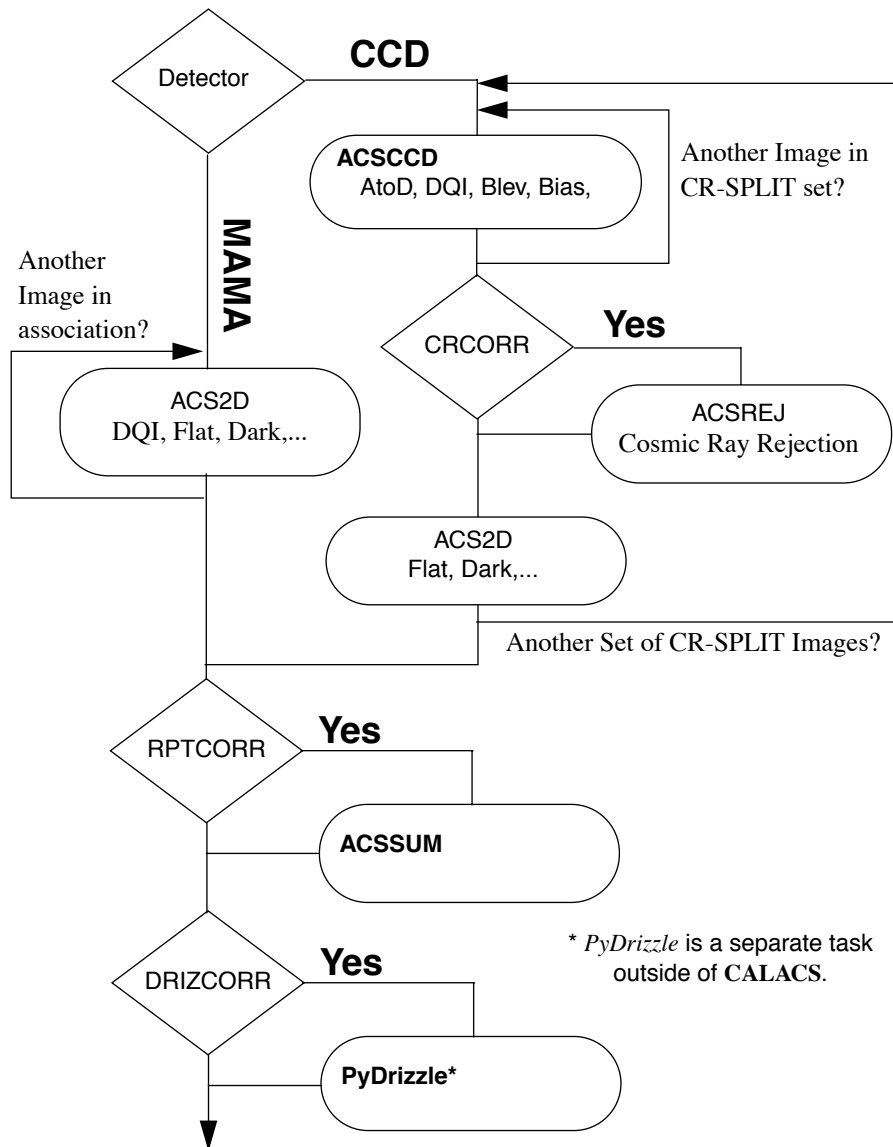 Detector
CCD
ACSCCD
AtoD, DQI, Blev, Bias,
Another Image in
CR-SPLIT set?
MAMA
Another
Image in
association?
CRCORR
Yes
ACS2D
DQI, Flat, Dark,...
ACSREJ
Cosmic Ray Rejection
ACS2D
Flat, Dark,...
Another Set of CR-SPLIT Images?
RPTCORR
Yes
ACSSUM
DRIZCORR
Yes
* PyDrizzle is a separate task
outside of CALACS.
PyDrizzle*